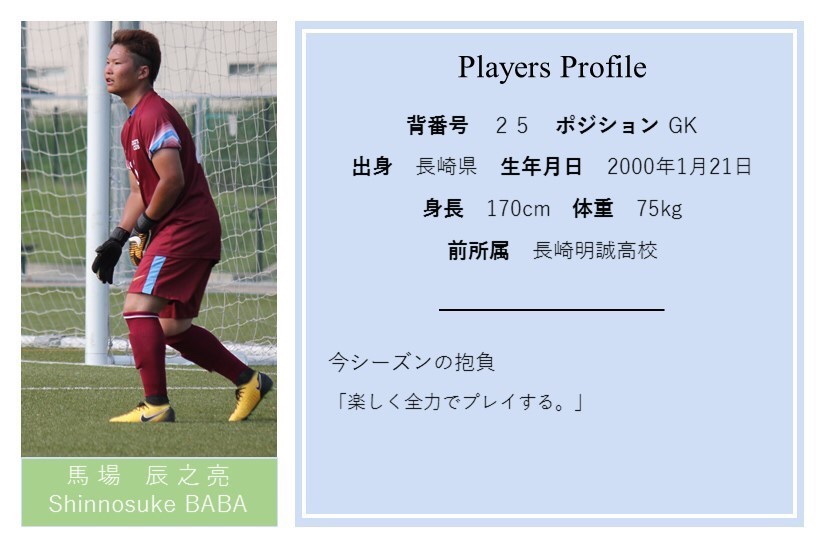 Players Profile
背番号　２５　ポジション GK
出身　長崎県　生年月日　2000年1月21日
身長　170cm　体重　75kg
前所属　長崎明誠高校
今シーズンの抱負
「楽しく全力でプレイする。」
馬場　辰之亮
Shinnosuke BABA